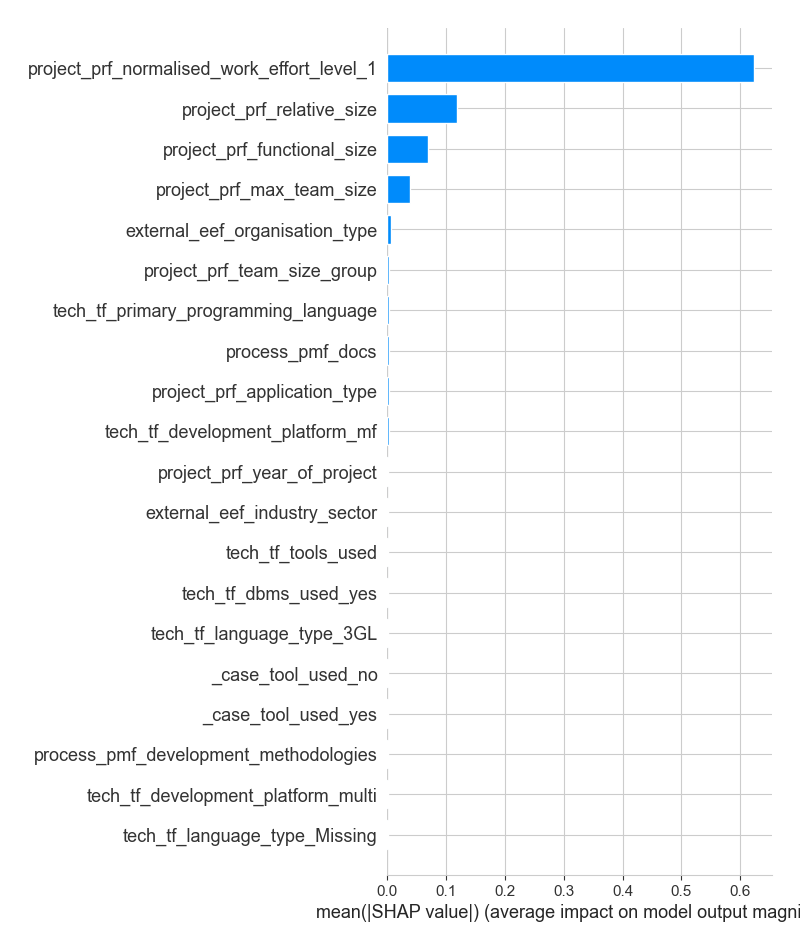 project_prf_normalised_work_effort_level_1
project_prf_relative_size
project_prf_functional_size
project_prf_max_team_size
external_eef_organisation_type
project_prf_team_size_group
tech_tf_primary_programming_language
process_pmf_docs
project_prf_application_type
tech_tf_development_platform_mf
project_prf_year_of_project
external_eef_industry_sector
tech_tf_tools_used
tech_tf_dbms_used_yes
tech_tf_language_type_3GL
_case_tool_used_no
_case_tool_used_yes
process_pmf_development_methodologies
tech_tf_development_platform_multi
tech_tf_language_type_Missing
0.0 0.1 0.2 0.3 0.4 0.5 0.6
mean(|SHAP value|) (average impact on model output magni